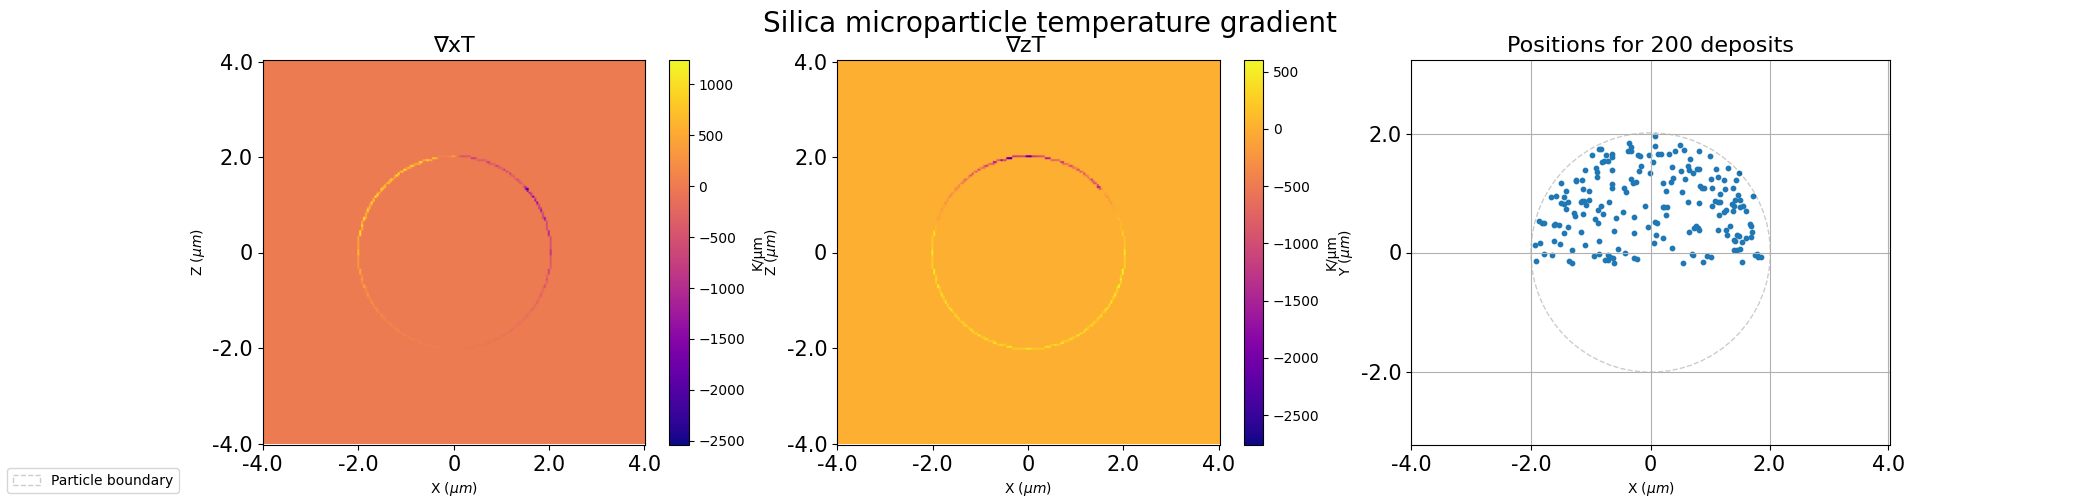 Silica microparticle temperature gradient
∇xT
4.0
2.0
0
-2.0
-4.0
Z (μm)
-4.0 -2.0 0 2.0 4.0
X (μm)
1000
500
0
−500
−1000
−1500
−2000
−2500
K/μm
∇zT
4.0
2.0
0
-2.0
-4.0
Z (μm)
-4.0 -2.0 0 2.0 4.0
X (μm)
500
0
−500
−1000
−1500
−2000
−2500
K/μm
Positions for 200 deposits
2.0
0
-2.0
Y (μm)
-4.0 -2.0 0 2.0 4.0
X (μm)
Particle boundary